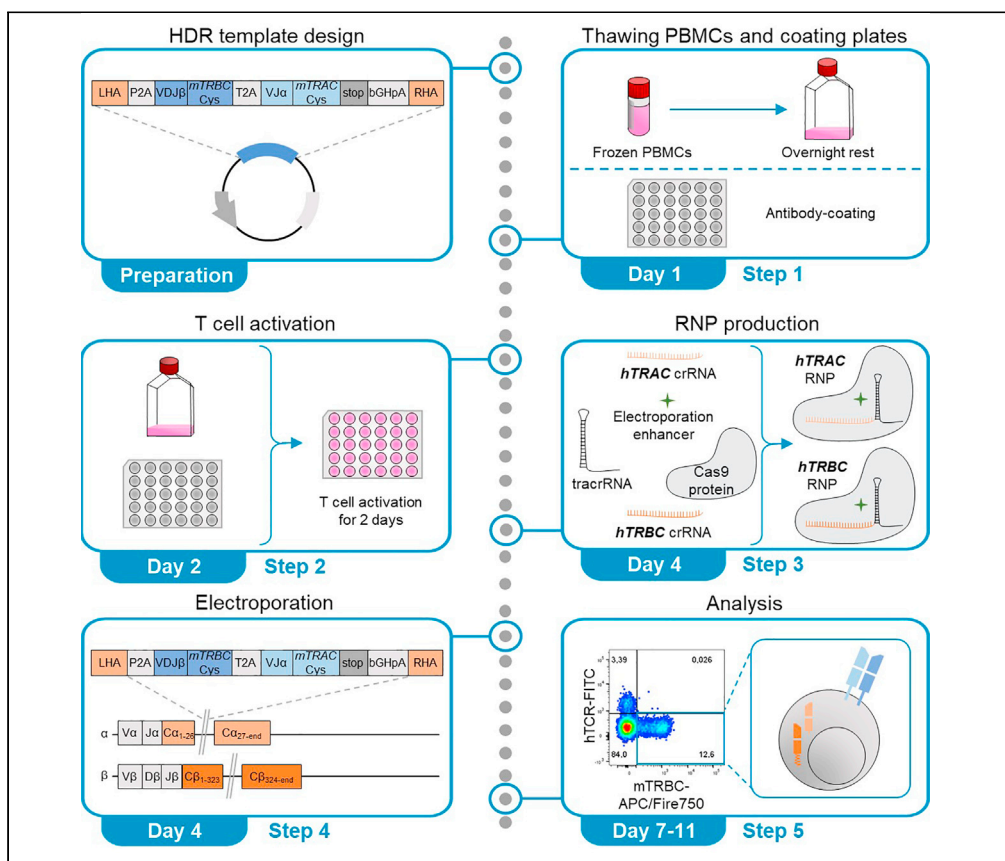 HDR template design
LHA P2A VDJβ mTRBC Cys T2A VJα mTRAC Cys stop bGHpA RHA
Preparation
Thawing PBMCs and coating plates
Frozen PBMCs
Overnight rest
Antibody-coating
Day 1 Step 1
T cell activation
T cell activation
for 2 days
Day 2 Step 2
RNP production
hTRAC crRNA
Electroporation
enhancer
tracrRNA
Cas9
protein
hTRBC crRNA
hTRAC
RNP
hTRBC
RNP
Day 4 Step 3
Electroporation
LHA P2A VDJβ mTRBC Cys T2A VJα mTRAC Cys stop bGHpA RHA
α Vα Jα Cα1-26 Cα27-end
β Vβ Dβ Jβ Cβ1-323 Cβ324-end
Day 4 Step 4
Analysis
hTCR-FITC
3,39 0,026
84,0 12,6
mTRBC-
APC/Fire750
Day 7-11 Step 5